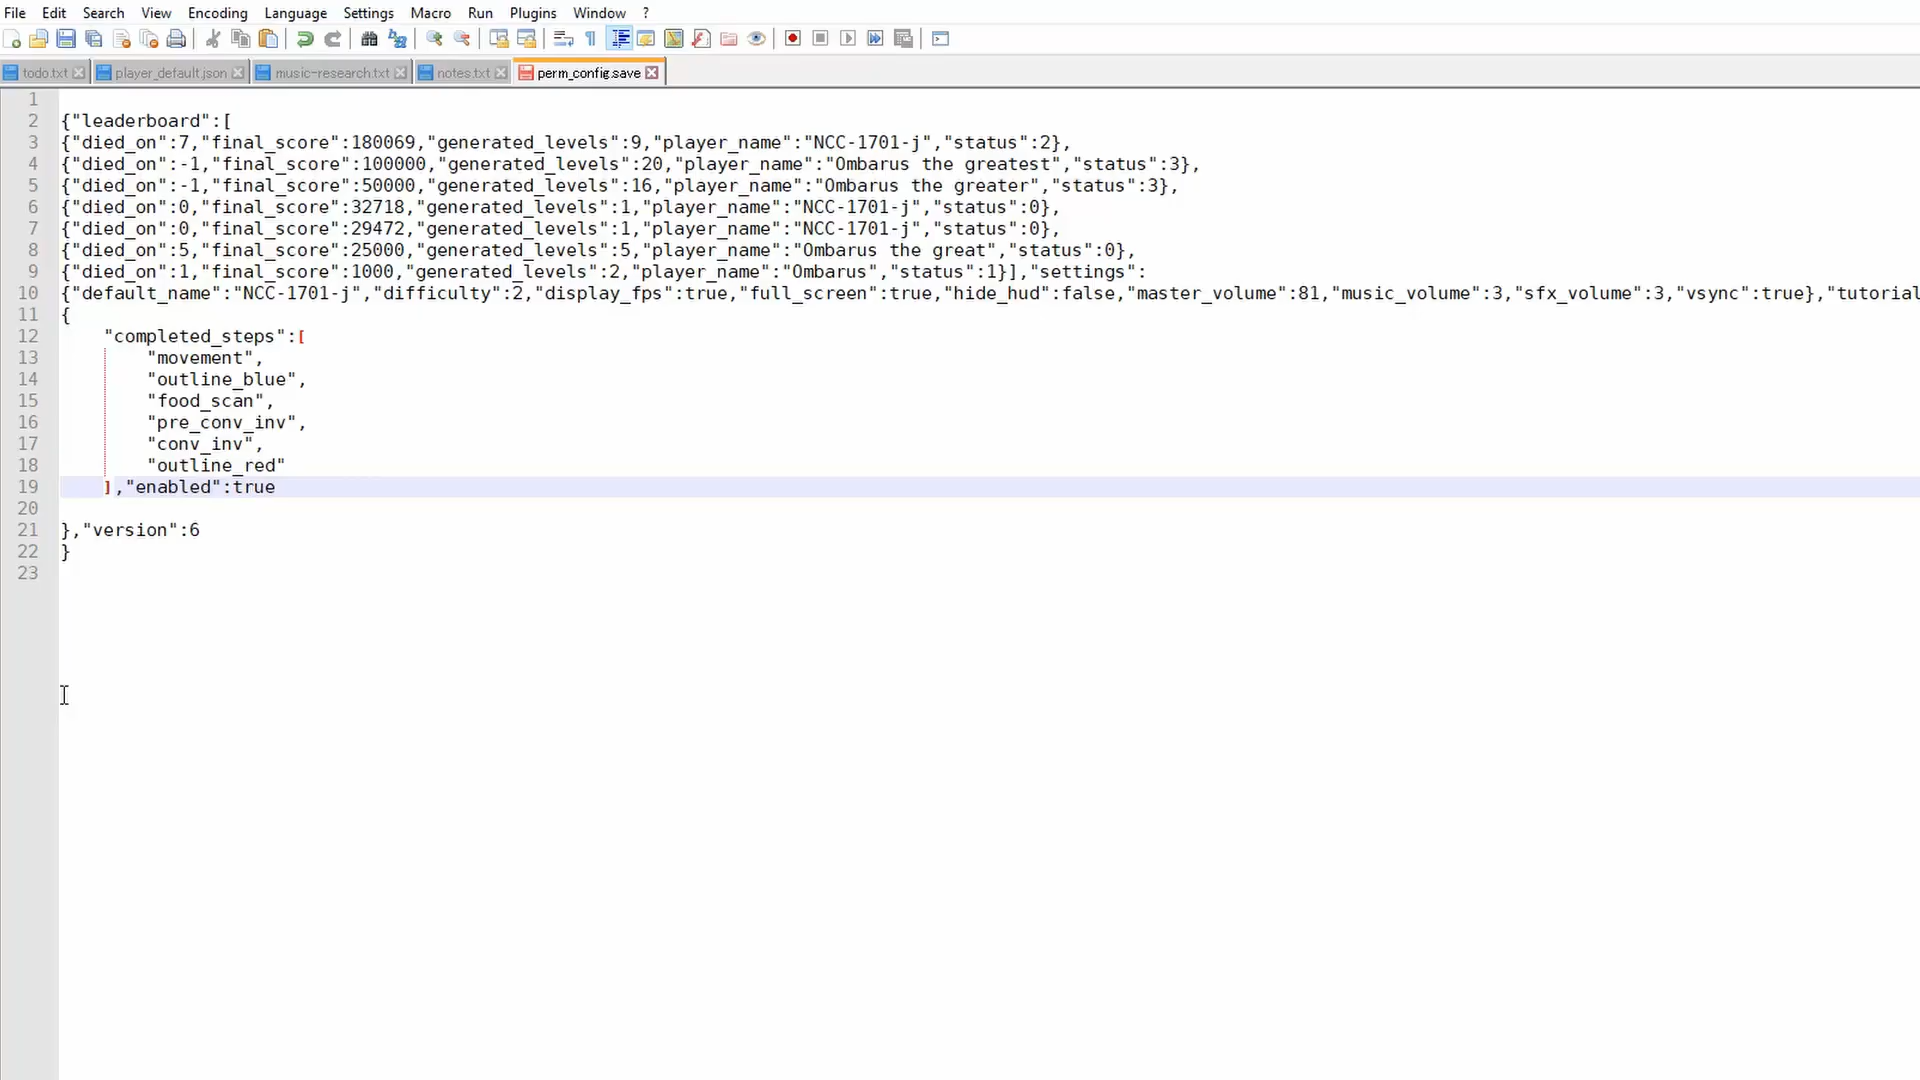 File Edit Search View Encoding Language Settings Macro Run Plugins Window ?
todo.txt player_default.json music-research.txt notes.txt perm_config.save
1
2 {"leaderboard":[
3 {"died_on":7,"final_score":180069,"generated_levels":9,"player_name":"NCC-1701-j","status":2},
4 {"died_on":-1,"final_score":100000,"generated_levels":20,"player_name":"Ombarus the greatest","status":3},
5 {"died_on":-1,"final_score":50000,"generated_levels":16,"player_name":"Ombarus the greater","status":3},
6 {"died_on":0,"final_score":32718,"generated_levels":1,"player_name":"NCC-1701-j","status":0},
7 {"died_on":0,"final_score":29472,"generated_levels":1,"player_name":"NCC-1701-j","status":0},
8 {"died_on":5,"final_score":25000,"generated_levels":5,"player_name":"Ombarus the great","status":0},
9 {"died_on":1,"final_score":1000,"generated_levels":2,"player_name":"Ombarus","status":1}],"settings":
10 {"default_name":"NCC-1701-j","difficulty":2,"display_fps":true,"full_screen":true,"hide_hud":false,"master_volume":81,"music_volume":3,"sfx_volume":3,"vsync":true},"tutorial
11 {
12 "completed_steps":[
13 "movement",
14 "outline_blue",
15 "food_scan",
16 "pre_conv_inv",
17 "conv_inv",
18 "outline_red"
19 ],"enabled":true
20
21 },"version":6
22 }
23